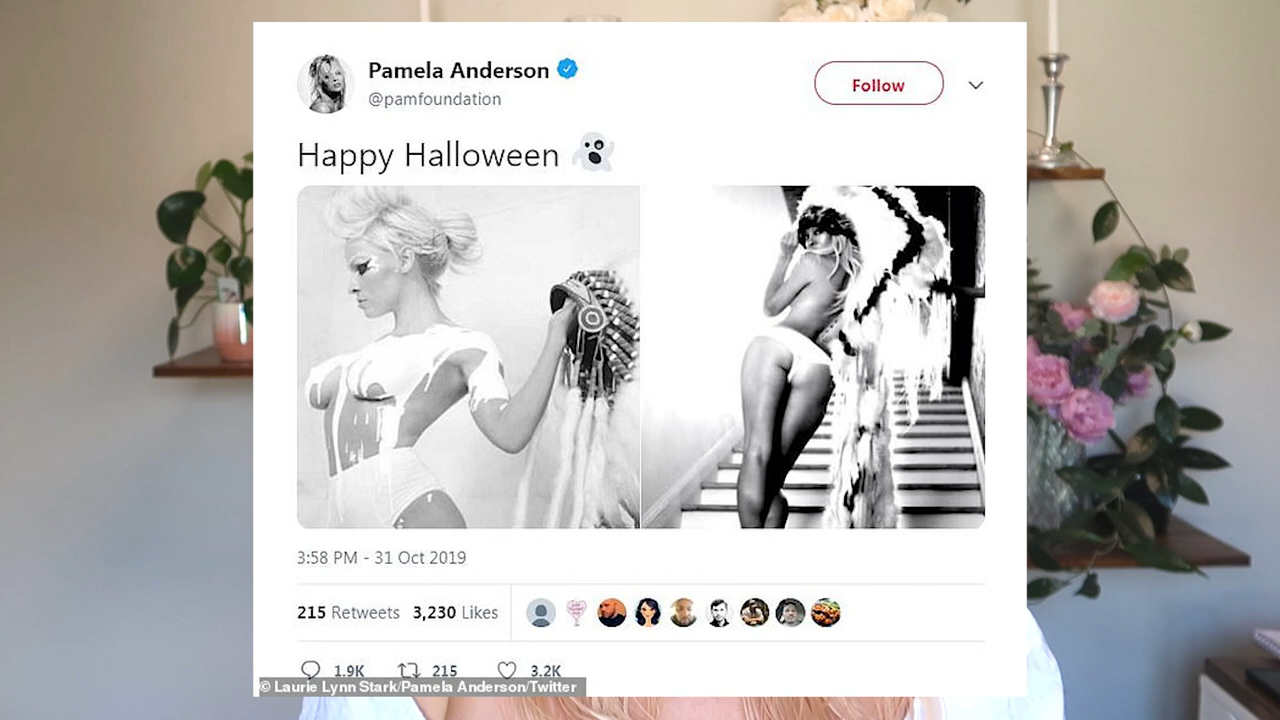 Pamela Anderson
@pamfoundation
Follow
Happy Halloween 👻
3:58 PM - 31 Oct 2019
215 Retweets 3,230 Likes
1.9K 215 3.2K
© Laurie Lynn Stark/Pamela Anderson/Twitter